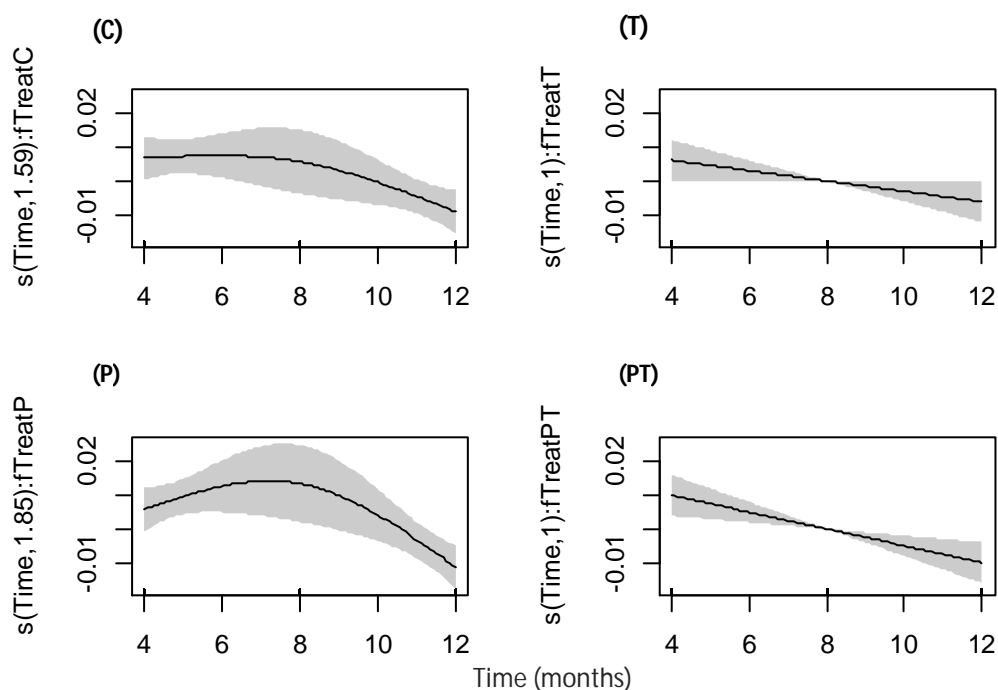 (C)
s(Time,1.59):fTreatC
0.02
-0.01
4 6 8 10 12
(T)
s(Time,1):fTreatT
0.02
-0.01
4 6 8 10 12
(P)
s(Time,1.85):fTreatP
0.02
-0.01
4 6 8 10 12
(PT)
s(Time,1):fTreatPT
0.02
-0.01
4 6 8 10 12
Time (months)